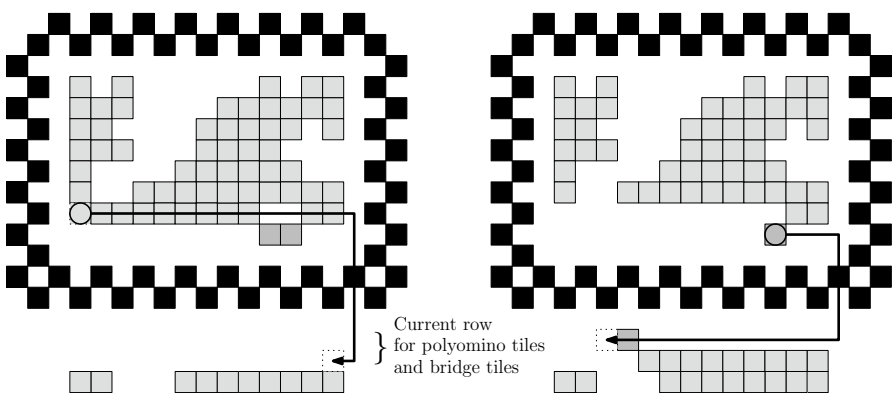 Current row
for polyomino tiles
and bridge tiles